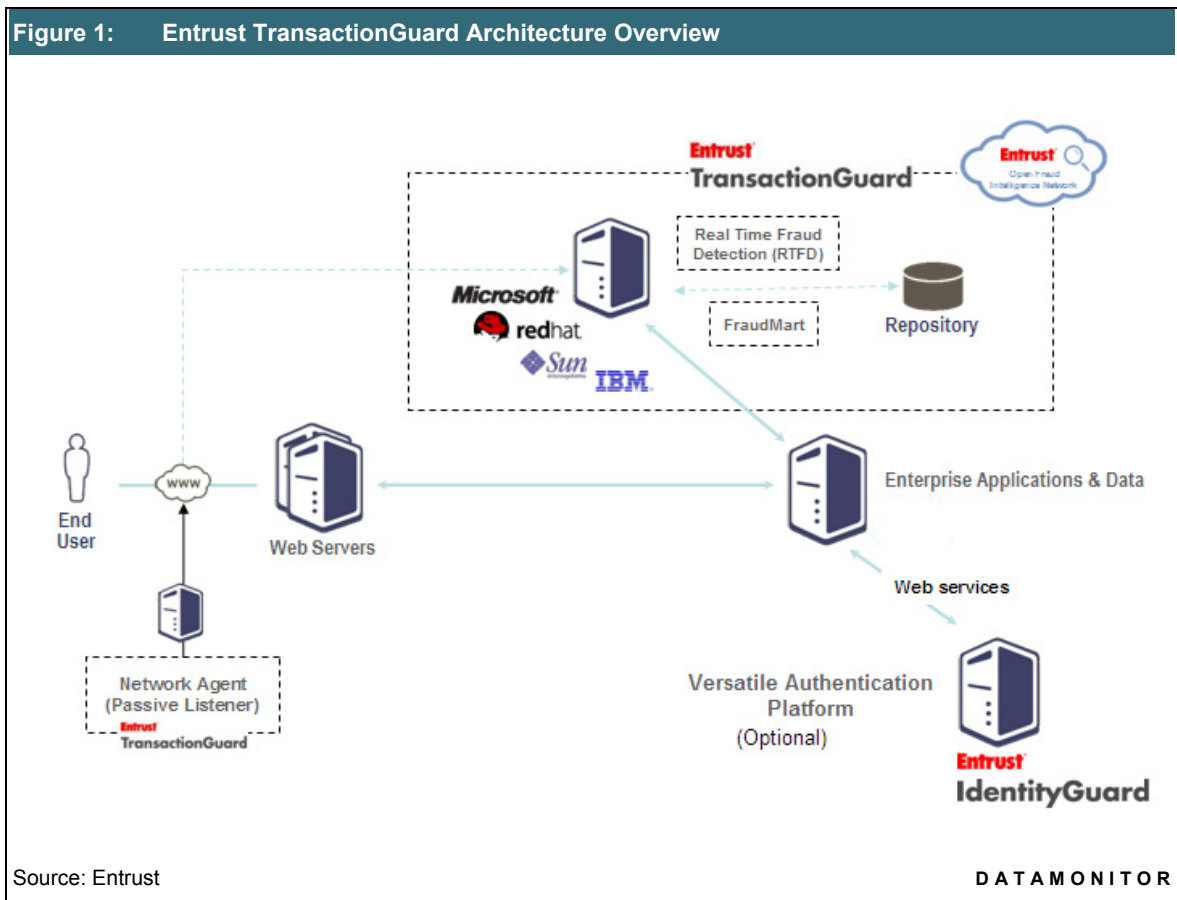 Figure 1: Entrust TransactionGuard Architecture Overview
Entrust
TransactionGuard
Entrust
Open Fraud
Intelligence Network
Real Time Fraud
Detection (RTFD)
Microsoft
redhat
Sun
microsystems
IBM
FraudMart
Repository
End
User
www
Web Servers
Enterprise Applications & Data
Web services
Network Agent
(Passive Listener)
Entrust
TransactionGuard
Versatile Authentication
Platform
(Optional)
Entrust
IdentityGuard
Source: Entrust
DATAMONITOR